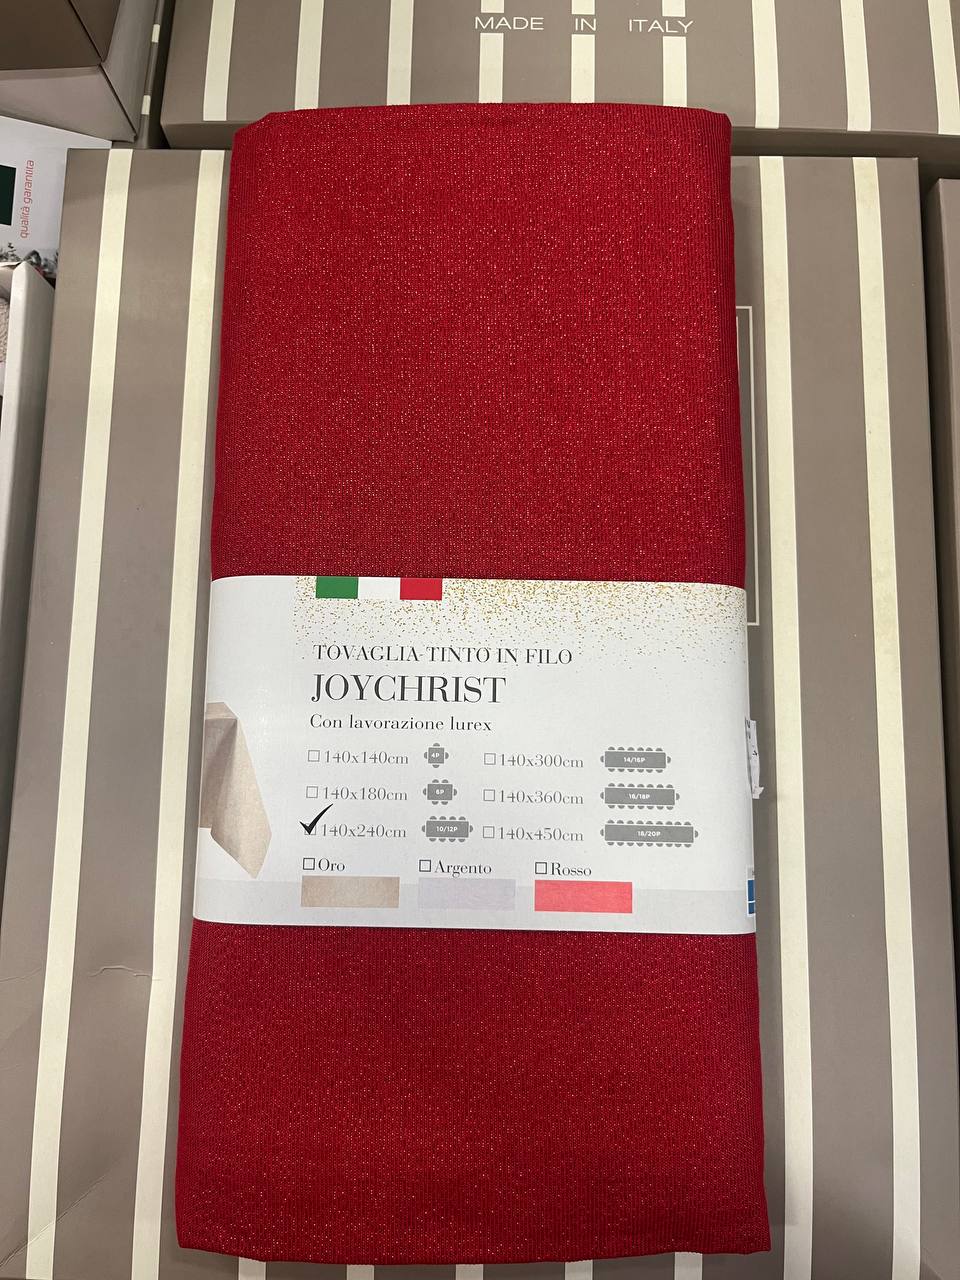 MADE IN ITALY
qualità garantita
TOVAGLIA TINTO IN FILO
JOYCHRIST
Con lavorazione lurex
140x140cm 4P 140x300cm 14/16P
140x180cm 6P 140x360cm 16/18P
140x240cm 10/12P 140x450cm 18/20P
Oro Argento Rosso